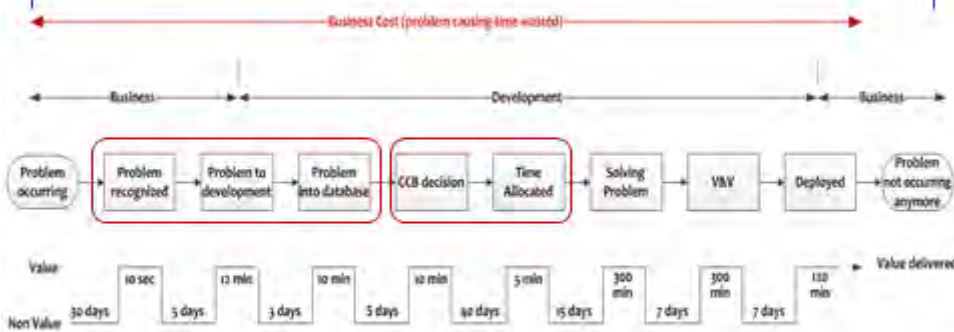 Business Cost (problem causing time wasted)
Business
Development
Business
Problem
occurring
Problem
recognized
Problem to
development
Problem
into database
CCB decision
Time
Allocated
Solving
Problem
V&V
Deployed
Problem
not occurring
anymore
Value
10 sec
12 min
10 min
10 min
5 min
300
min
300
min
120
min
Value delivered
Non Value
30 days
3 days
3 days
5 days
40 days
15 days
7 days
7 days